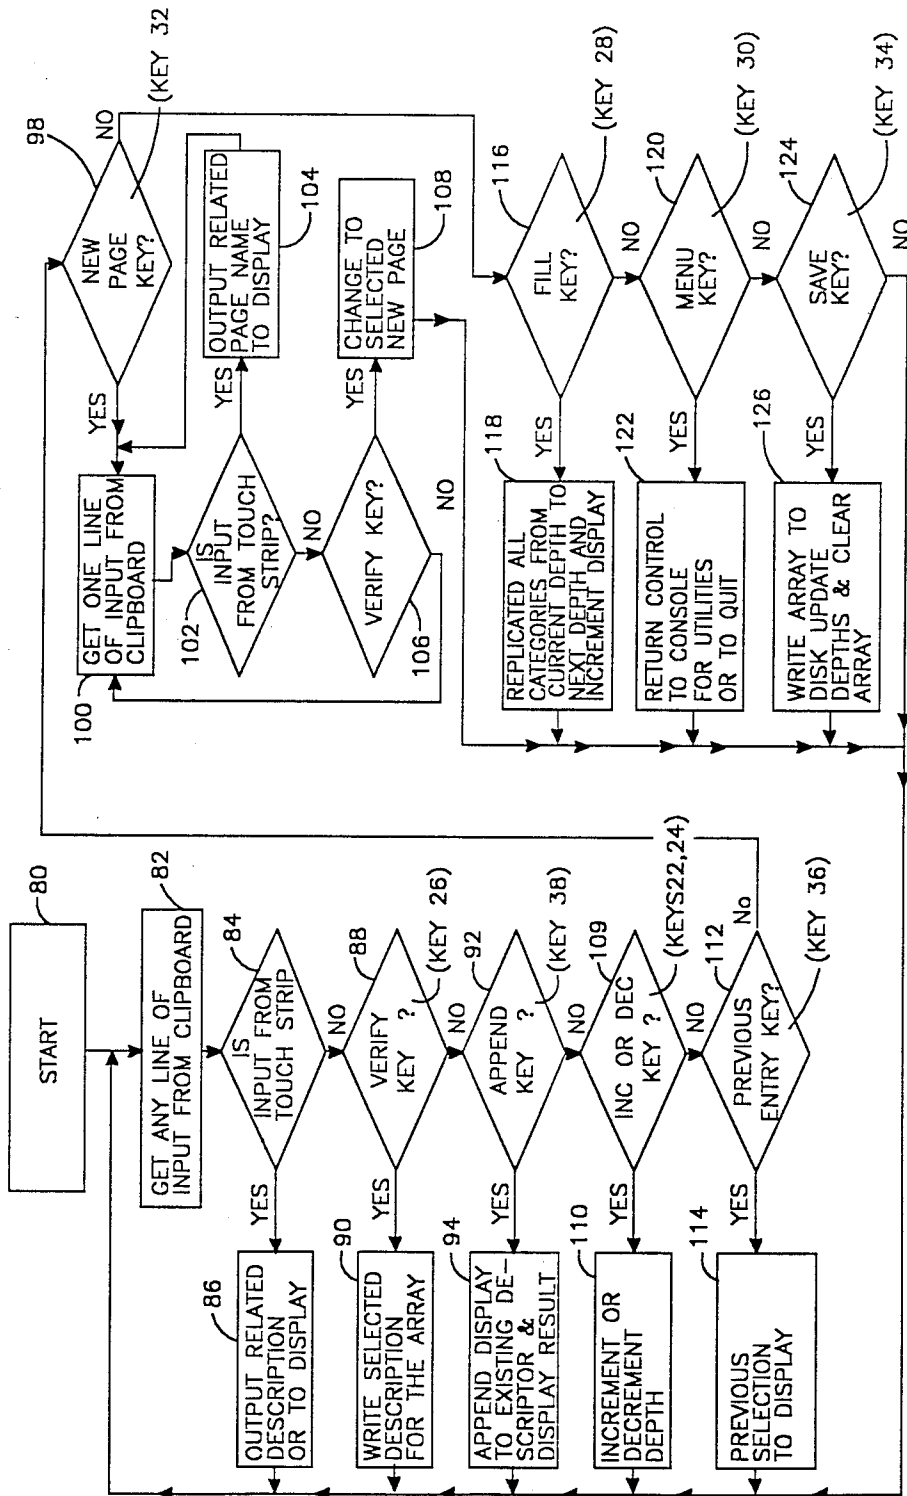 80
START
82
GET ANY LINE OF
INPUT FROM CLIPBOARD
84
IS
INPUT FROM
TOUCH STRIP
YES
NO
86
OUTPUT RELATED
DESCRIPTION
OR TO DISPLAY
88
VERIFY
KEY ?
(KEY 26)
YES
NO
90
WRITE SELECTED
DESCRIPTION
FOR THE ARRAY
92
APPEND
KEY ?
(KEY 38)
YES
NO
94
APPEND DISPLAY
TO EXISTING DE-
SCRIPTOR &
DISPLAY RESULT
109
INC OR DEC
KEY ?
(KEYS22,24)
YES
NO
110
INCREMENT OR
DECREMENT
DEPTH
112
PREVIOUS
ENTRY KEY?
(KEY 36)
YES
No
114
PREVIOUS
SELECTION
TO DISPLAY
98
NEW
PAGE
KEY?
(KEY 32
YES
NO
100
GET ONE LINE
OF INPUT FROM
CLIPBOARD
102
IS
INPUT
FROM TOUCH
STRIP?
YES
NO
104
OUTPUT RELATED
PAGE NAME
TO DISPLAY
106
VERIFY KEY?
YES
NO
108
CHANGE TO
SELECTED
NEW PAGE
116
FILL
KEY?
(KEY 28)
YES
NO
118
REPLICATED ALL
CATEGORIES FROM
CURRENT DEPTH TO
NEXT DEPTH AND
INCREMENT DISPLAY
120
MENU
KEY?
(KEY 30)
YES
NO
122
RETURN CONTROL
TO CONSOLE
FOR UTILITIES
OR TO QUIT
124
SAVE
KEY?
(KEY 34)
YES
NO
126
WRITE ARRAY TO
DISK UPDATE
DEPTHS & CLEAR
ARRAY